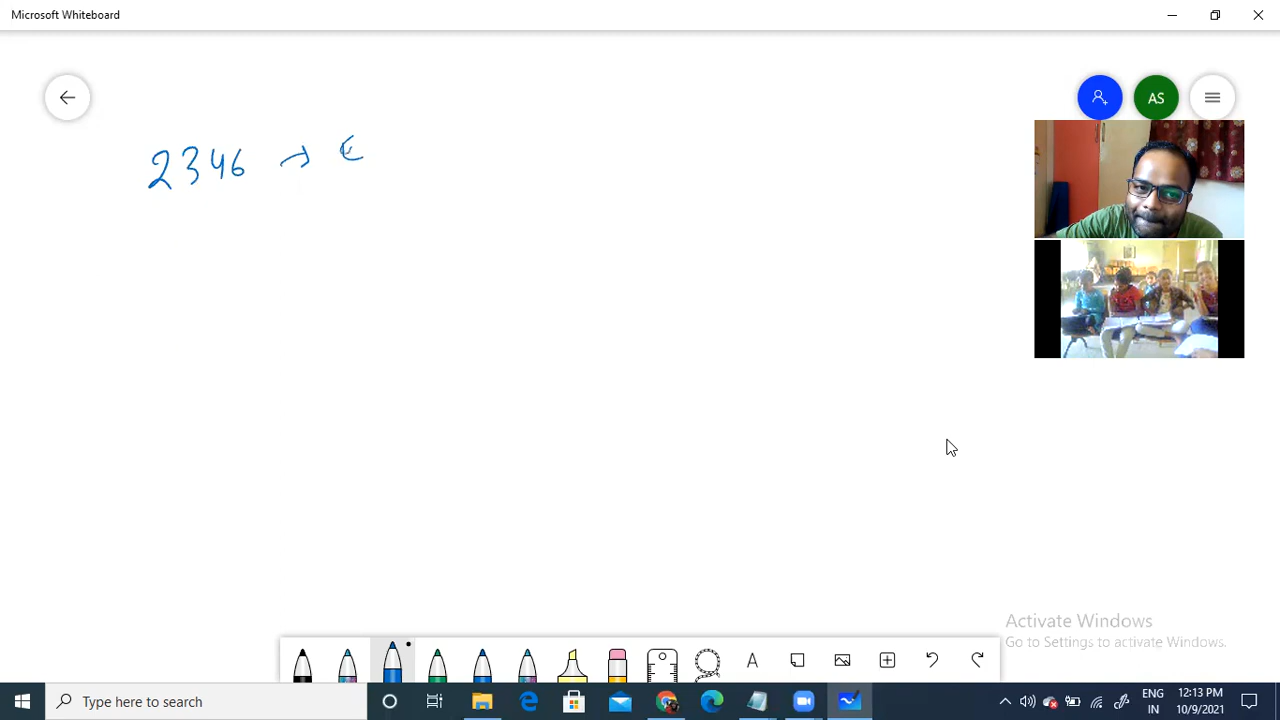 Microsoft Whiteboard
AS
2346 → E
Activate Windows
Go to Settings to activate Windows.
A
Type here to search
ENG
IN
12:13 PM
10/9/2021